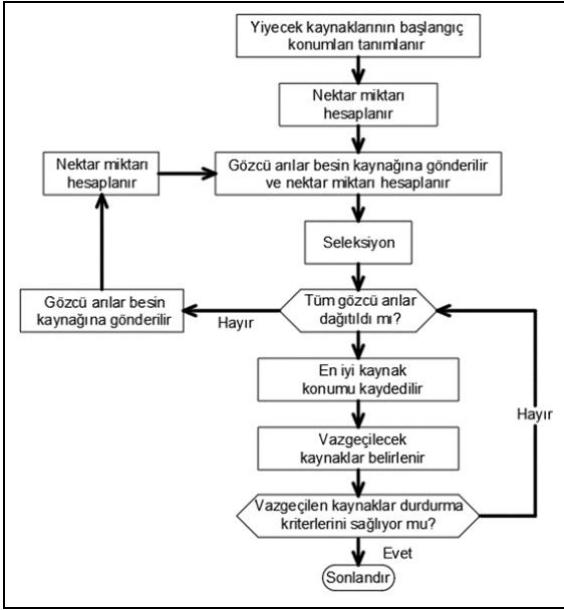 Yiyecek kaynaklarının başlangıç
konumları tanımlanır
Nektar miktarı
hesaplanır
Nektar miktarı
hesaplanır
Gözcü arılar besin kaynağına gönderilir
ve nektar miktarı hesaplanır
Seleksiyon
Gözcü arılar besin
kaynağına gönderilir
Hayır
Tüm gözcü arılar
dağıtıldı mı?
En iyi kaynak
konumu kaydedilir
Hayır
Vazgeçilecek
kaynaklar belirlenir
Vazgeçilen kaynaklar durdurma
kriterlerini sağlıyor mu?
Evet
Sonlandır